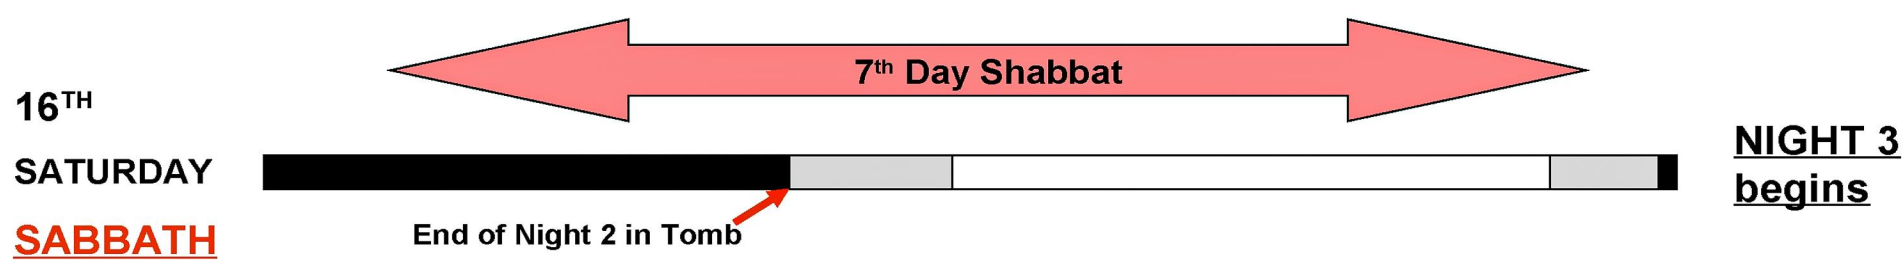 7th Day Shabbat
16TH
SATURDAY
SABBATH
End of Night 2 in Tomb
NIGHT 3
begins